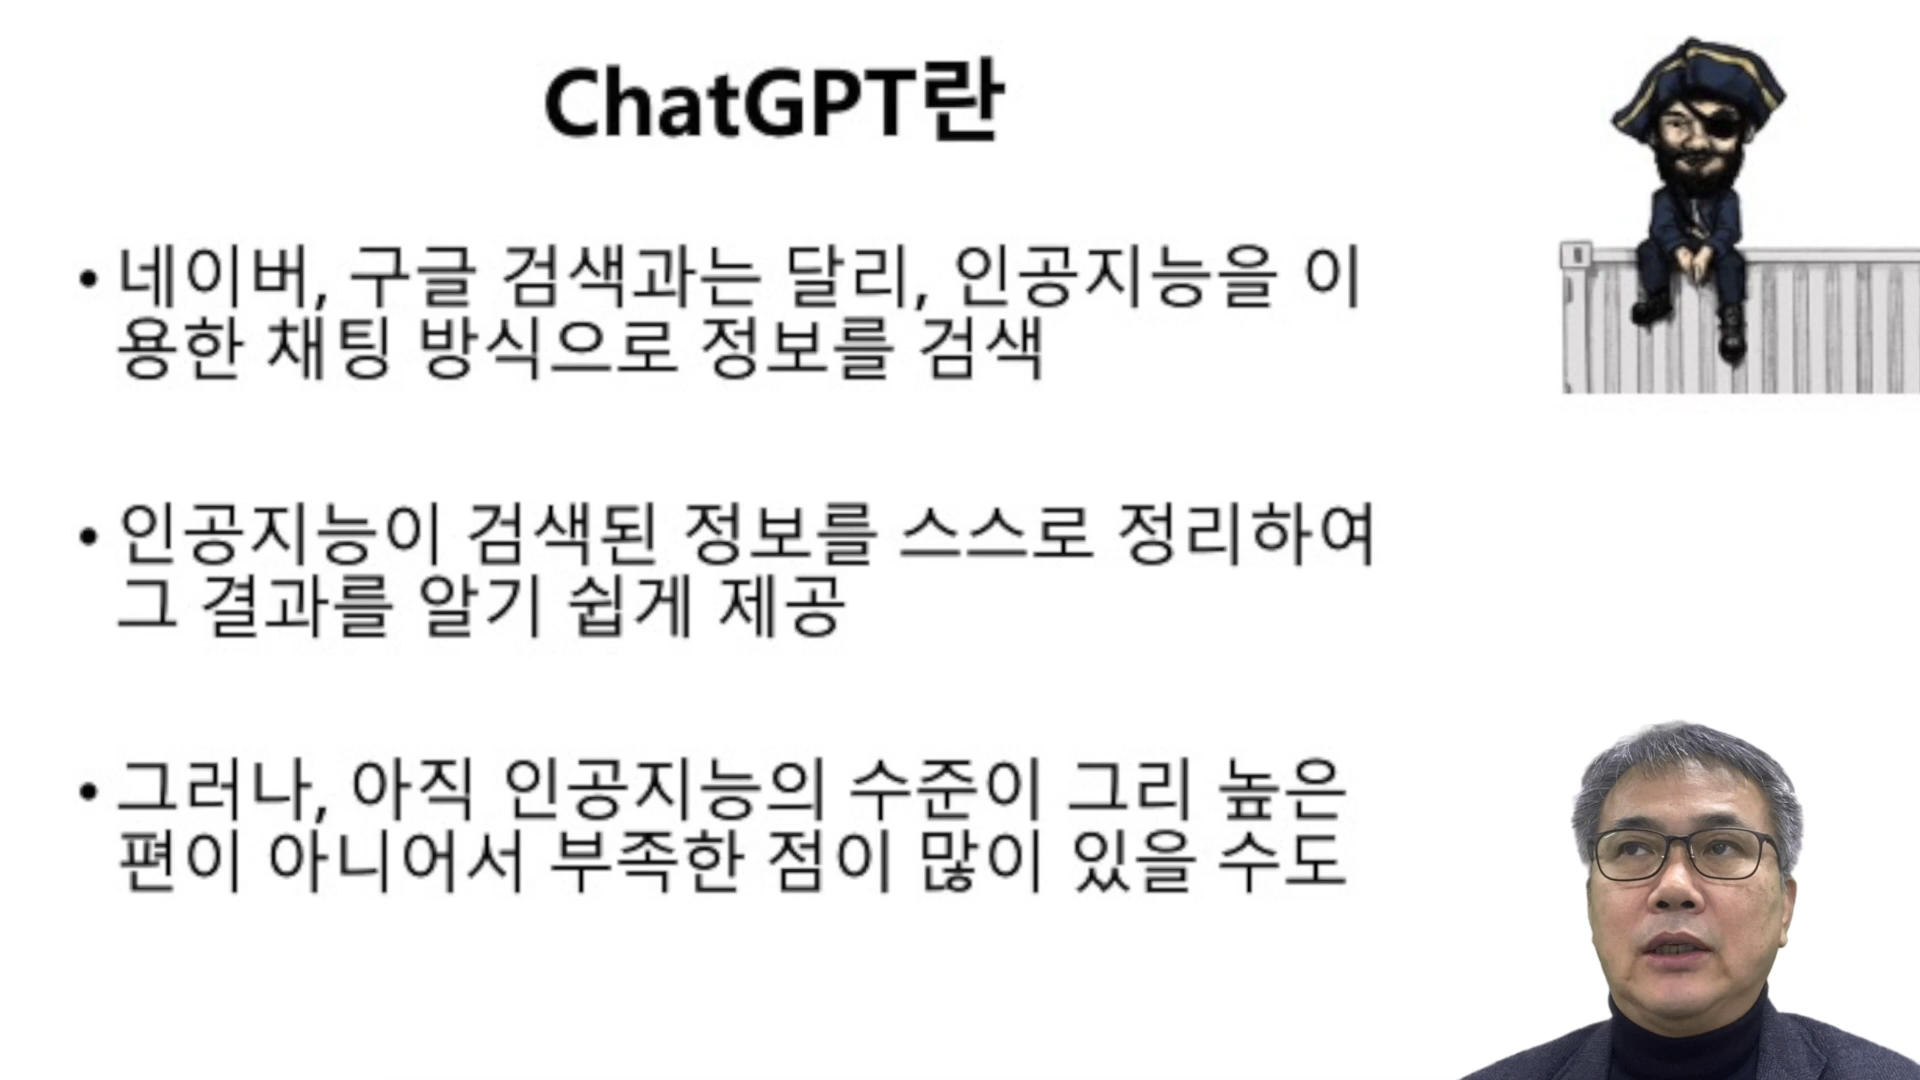 ChatGPT란
• 네이버, 구글 검색과는 달리, 인공지능을 이
용한 채팅 방식으로 정보를 검색
• 인공지능이 검색된 정보를 스스로 정리하여
그 결과를 알기 쉽게 제공
• 그러나, 아직 인공지능의 수준이 그리 높은
편이 아니어서 부족한 점이 많이 있을 수도